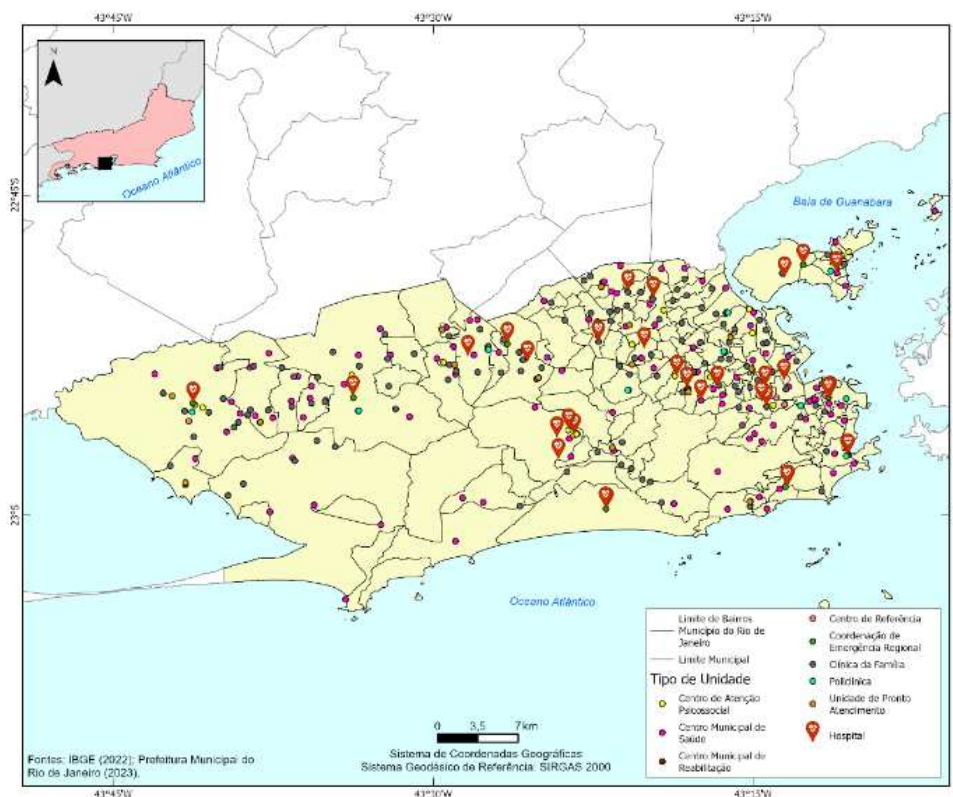 43°45'W 43°30'W 43°15'W
N
Oceano Atlântico
22°45'S
Baía de Guanabara
23°S
Oceano Atlântico
Limite de Bairros
Município do Rio de
Janeiro
Limite Municipal
Tipo de Unidade
Centro de Atenção
Psicossocial
Centro Municipal de
Saúde
Centro Municipal de
Reabilitação
Centro de Referência
Coordenação de
Emergência Regional
Clínica da Família
Policlínica
Unidade de Pronto
Atendimento
Hospital
0 3,5 7 km
Sistema de Coordenadas Geográficas
Sistema Geodésico de Referência: SIRGAS 2000
Fontes: IBGE (2022); Prefeitura Municipal do
Rio de Janeiro (2023).
43°45'W 43°30'W 43°15'W